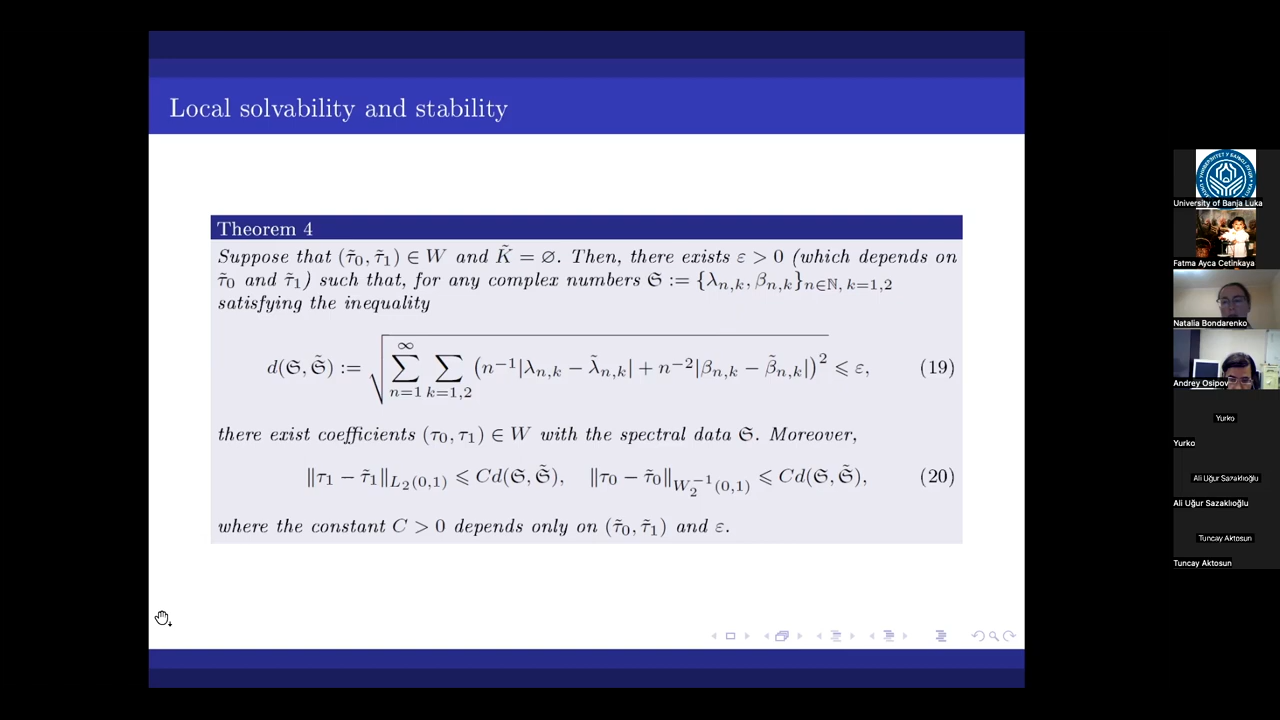 Local solvability and stability
Theorem 4
Suppose that (τ̃₀, τ̃₁) ∈ W and K̃ = ∅. Then, there exists ε > 0 (which depends on
τ̃₀ and τ̃₁) such that, for any complex numbers 𝔖 := {λ_{n,k}, β_{n,k}}_{n∈ℕ, k=1,2}
satisfying the inequality
d(𝔖, 𝔖̃) := √(∑_{n=1}^{∞} ∑_{k=1,2} (n⁻¹|λ_{n,k} − λ̃_{n,k}| + n⁻²|β_{n,k} − β̃_{n,k}|)²) ⩽ ε, (19)
there exist coefficients (τ₀, τ₁) ∈ W with the spectral data 𝔖. Moreover,
‖τ₁ − τ̃₁‖_{L₂(0,1)} ⩽ Cd(𝔖, 𝔖̃), ‖τ₀ − τ̃₀‖_{W₂⁻¹(0,1)} ⩽ Cd(𝔖, 𝔖̃), (20)
where the constant C > 0 depends only on (τ̃₀, τ̃₁) and ε.
University of Banja Luka
Fatma Ayca Cetinkaya
Natalia Bondarenko
Andrey Osipov
Yurko
Yurko
Ali Uğur Sazaklıoğlu
Ali Uğur Sazaklıoğlu
Tuncay Aktosun
Tuncay Aktosun